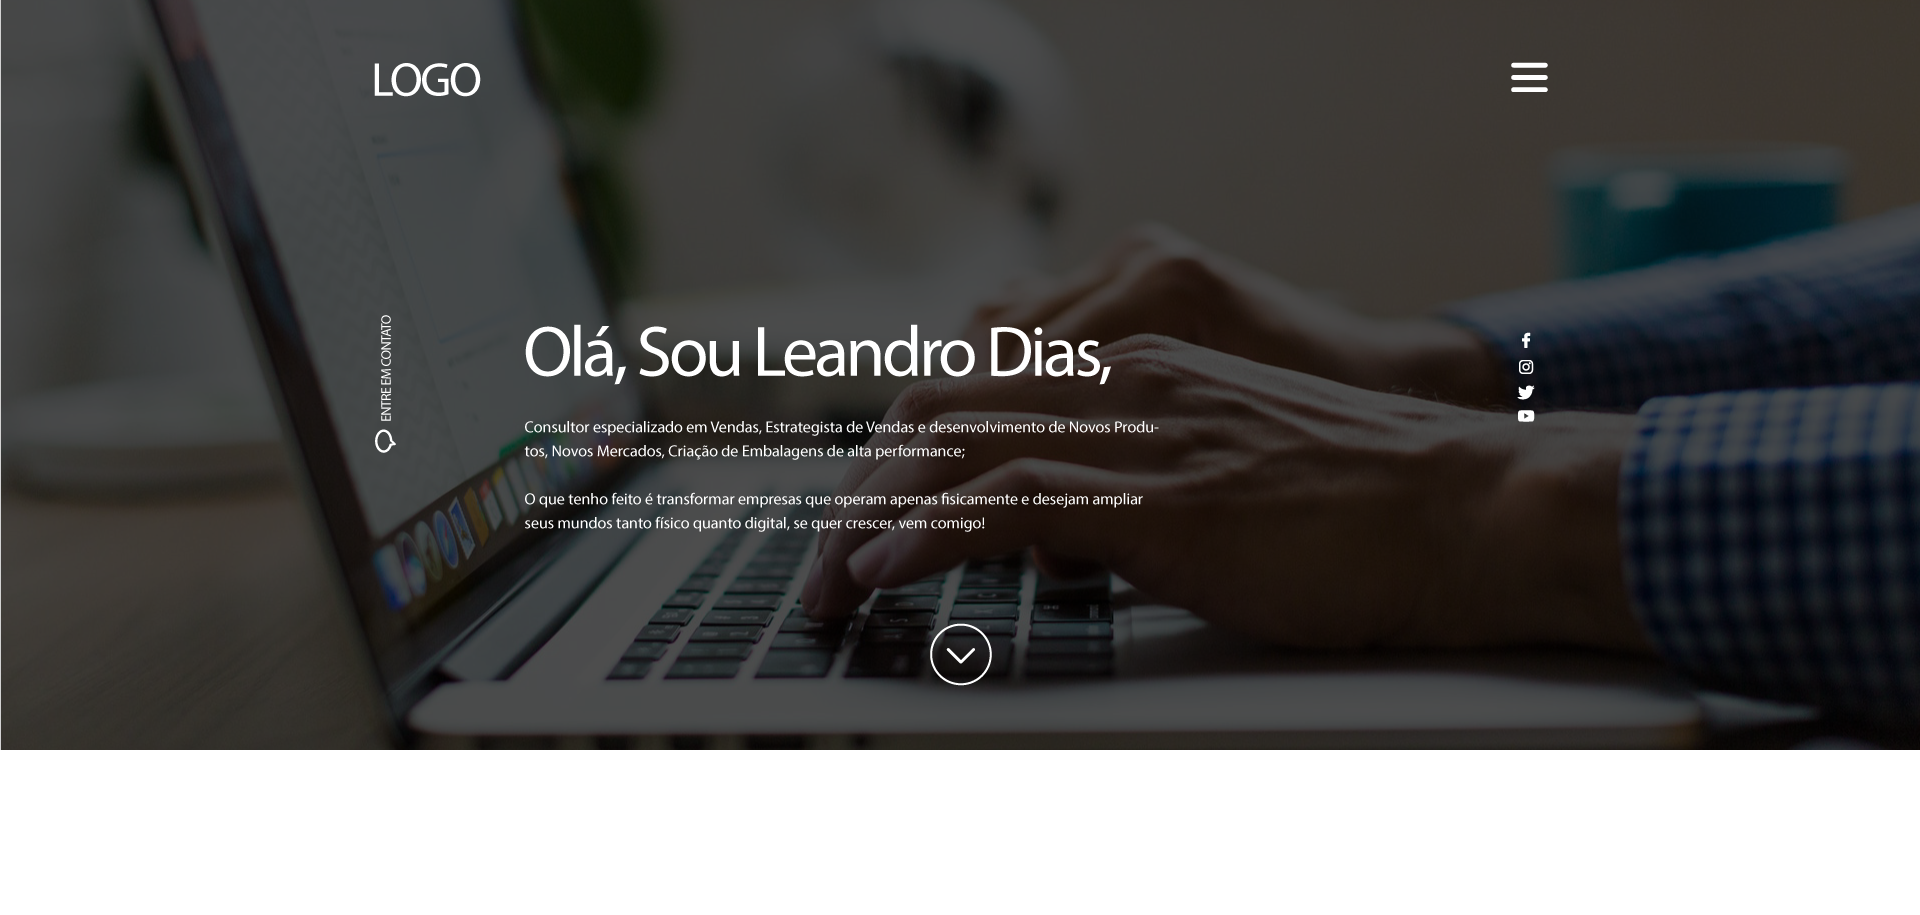 LOGO
ENTRE EM CONTATO
Olá, Sou Leandro Dias,
Consultor especializado em Vendas, Estrategista de Vendas e desenvolvimento de Novos Produ-
tos, Novos Mercados, Criação de Embalagens de alta performance;
O que tenho feito é transformar empresas que operam apenas fisicamente e desejam ampliar
seus mundos tanto físico quanto digital, se quer crescer, vem comigo!